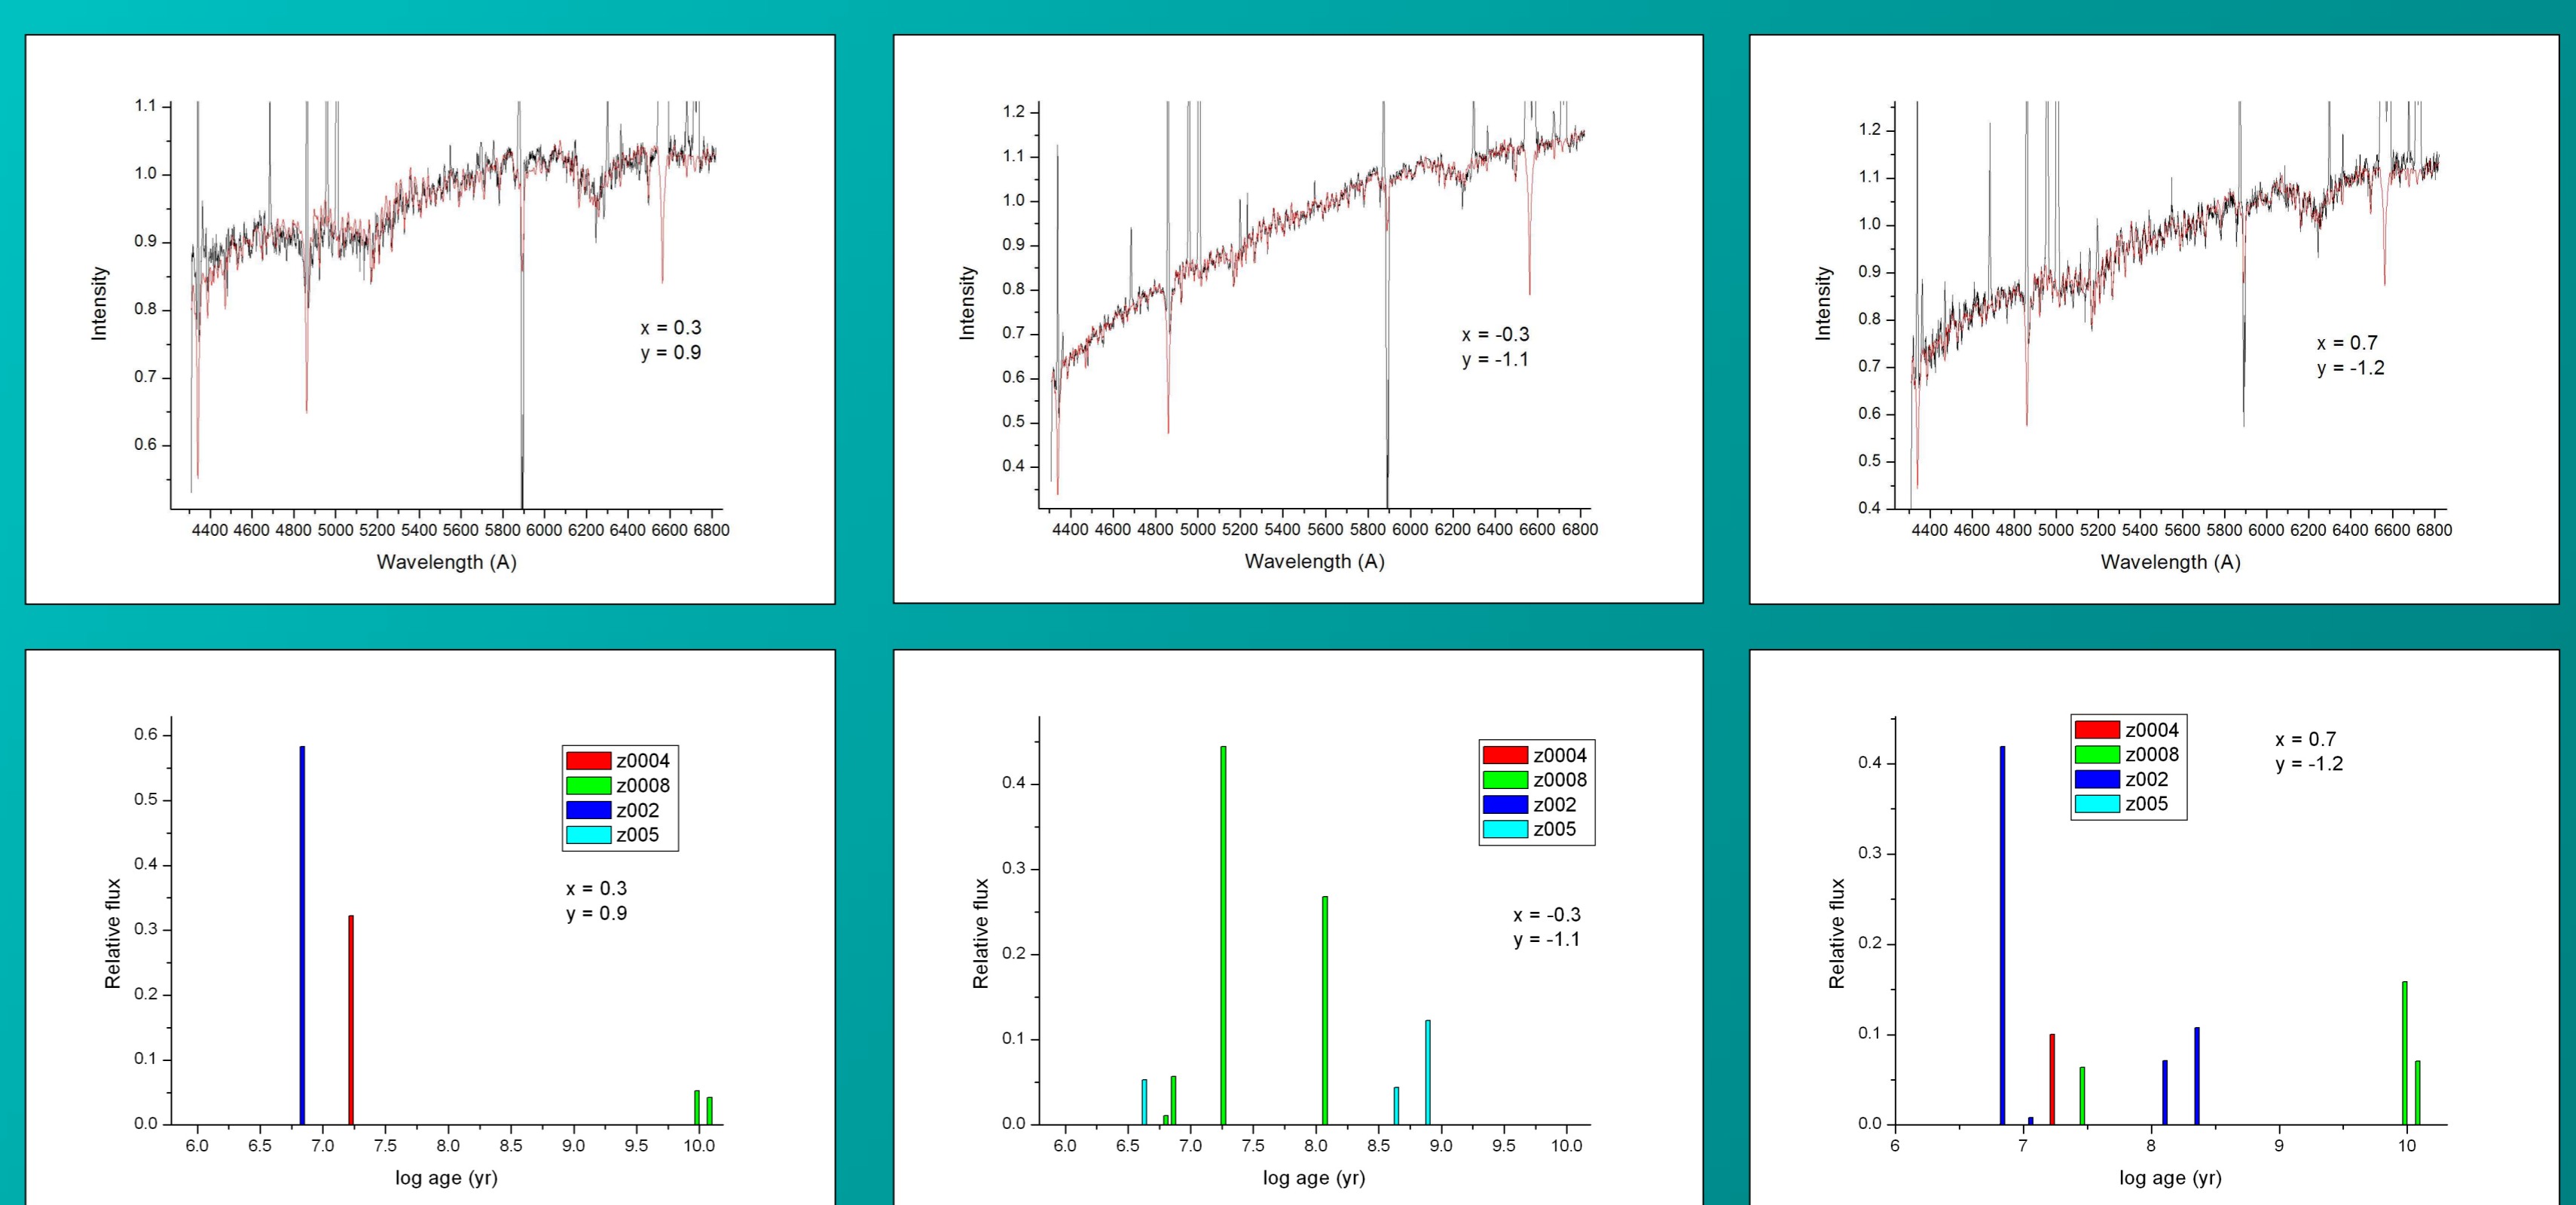 1.1
1.0
0.9
0.8
0.7
0.6
Intensity
x = 0.3
y = 0.9
4400 4600 4800 5000 5200 5400 5600 5800 6000 6200 6400 6600 6800
Wavelength (A)
1.2
1.1
1.0
0.9
0.8
0.7
0.6
0.5
0.4
Intensity
x = -0.3
y = -1.1
4400 4600 4800 5000 5200 5400 5600 5800 6000 6200 6400 6600 6800
Wavelength (A)
1.2
1.1
1.0
0.9
0.8
0.7
0.6
0.5
0.4
Intensity
x = 0.7
y = -1.2
4400 4600 4800 5000 5200 5400 5600 5800 6000 6200 6400 6600 6800
Wavelength (A)
0.6
0.5
0.4
0.3
0.2
0.1
0.0
Relative flux
z0004
z0008
z002
z005
x = 0.3
y = 0.9
6.0 6.5 7.0 7.5 8.0 8.5 9.0 9.5 10.0
log age (yr)
0.4
0.3
0.2
0.1
0.0
Relative flux
z0004
z0008
z002
z005
x = -0.3
y = -1.1
6.0 6.5 7.0 7.5 8.0 8.5 9.0 9.5 10.0
log age (yr)
0.4
0.3
0.2
0.1
0.0
Relative flux
z0004
z0008
z002
z005
x = 0.7
y = -1.2
6 7 8 9 10
log age (yr)